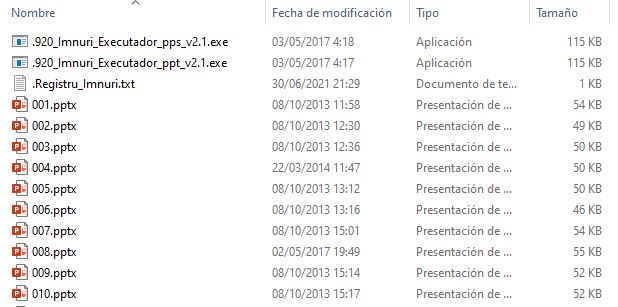 Nombre Fecha de modificación Tipo Tamaño
.920_Imnuri_Executador_pps_v2.1.exe 03/05/2017 4:18 Aplicación 115 KB
.920_Imnuri_Executador_ppt_v2.1.exe 03/05/2017 4:17 Aplicación 115 KB
.Registru_Imnuri.txt 30/06/2021 21:29 Documento de te... 1 KB
001.pptx 08/10/2013 11:58 Presentación de ... 54 KB
002.pptx 08/10/2013 12:30 Presentación de ... 49 KB
003.pptx 08/10/2013 12:36 Presentación de ... 50 KB
004.pptx 22/03/2014 11:47 Presentación de ... 50 KB
005.pptx 08/10/2013 13:12 Presentación de ... 50 KB
006.pptx 08/10/2013 13:16 Presentación de ... 46 KB
007.pptx 08/10/2013 15:01 Presentación de ... 54 KB
008.pptx 02/05/2017 19:49 Presentación de ... 55 KB
009.pptx 08/10/2013 15:14 Presentación de ... 52 KB
010.pptx 08/10/2013 15:17 Presentación de ... 52 KB